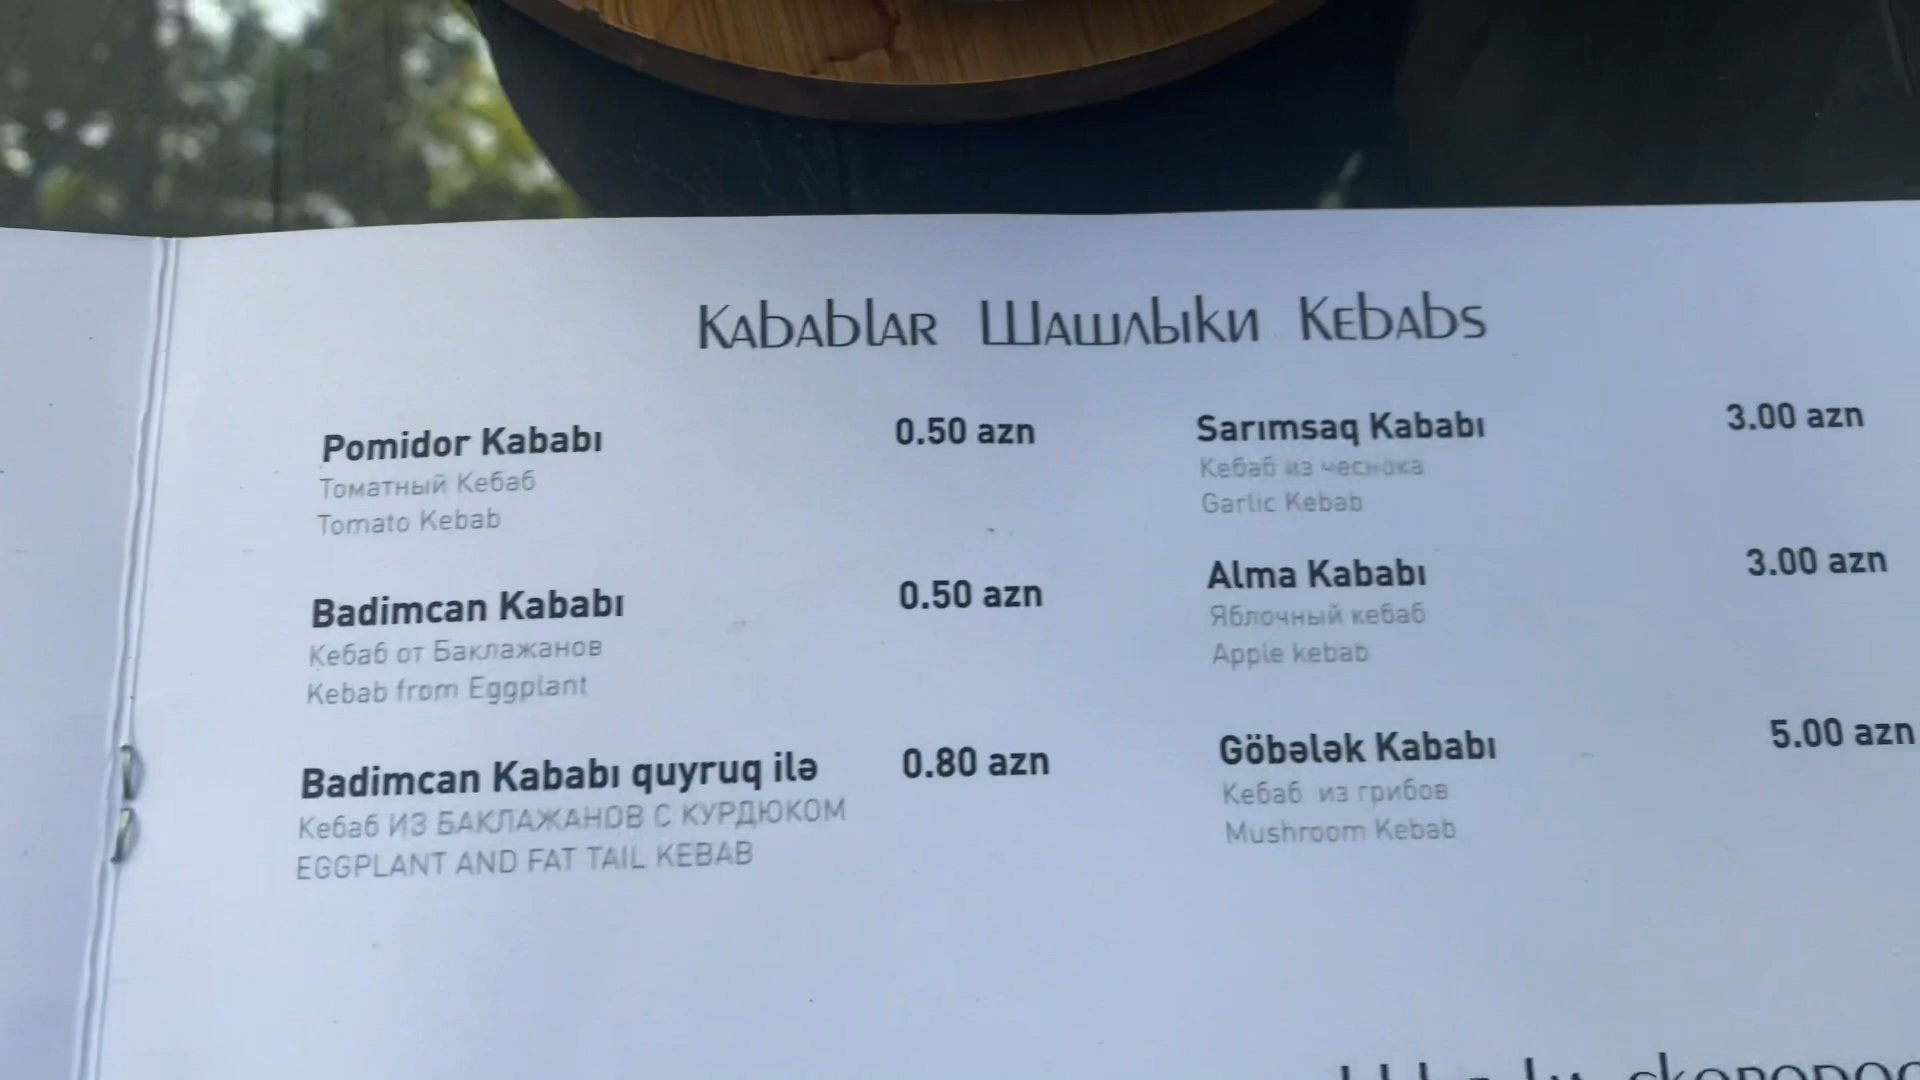 Kabablar Шашлыки Kebabs
Pomidor Kababı 0.50 azn
Томатный Кебаб
Tomato Kebab
Badimcan Kababı 0.50 azn
Кебаб от Баклажанов
Kebab from Eggplant
Badimcan Kababı quyruq ilə 0.80 azn
Кебаб ИЗ БАКЛАЖАНОВ С КУРДЮКОМ
EGGPLANT AND FAT TAIL KEBAB
Sarımsaq Kababı 3.00 azn
Кебаб из чеснока
Garlic Kebab
Alma Kababı 3.00 azn
Яблочный кебаб
Apple kebab
Göbələk Kababı 5.00 azn
Кебаб из грибов
Mushroom Kebab